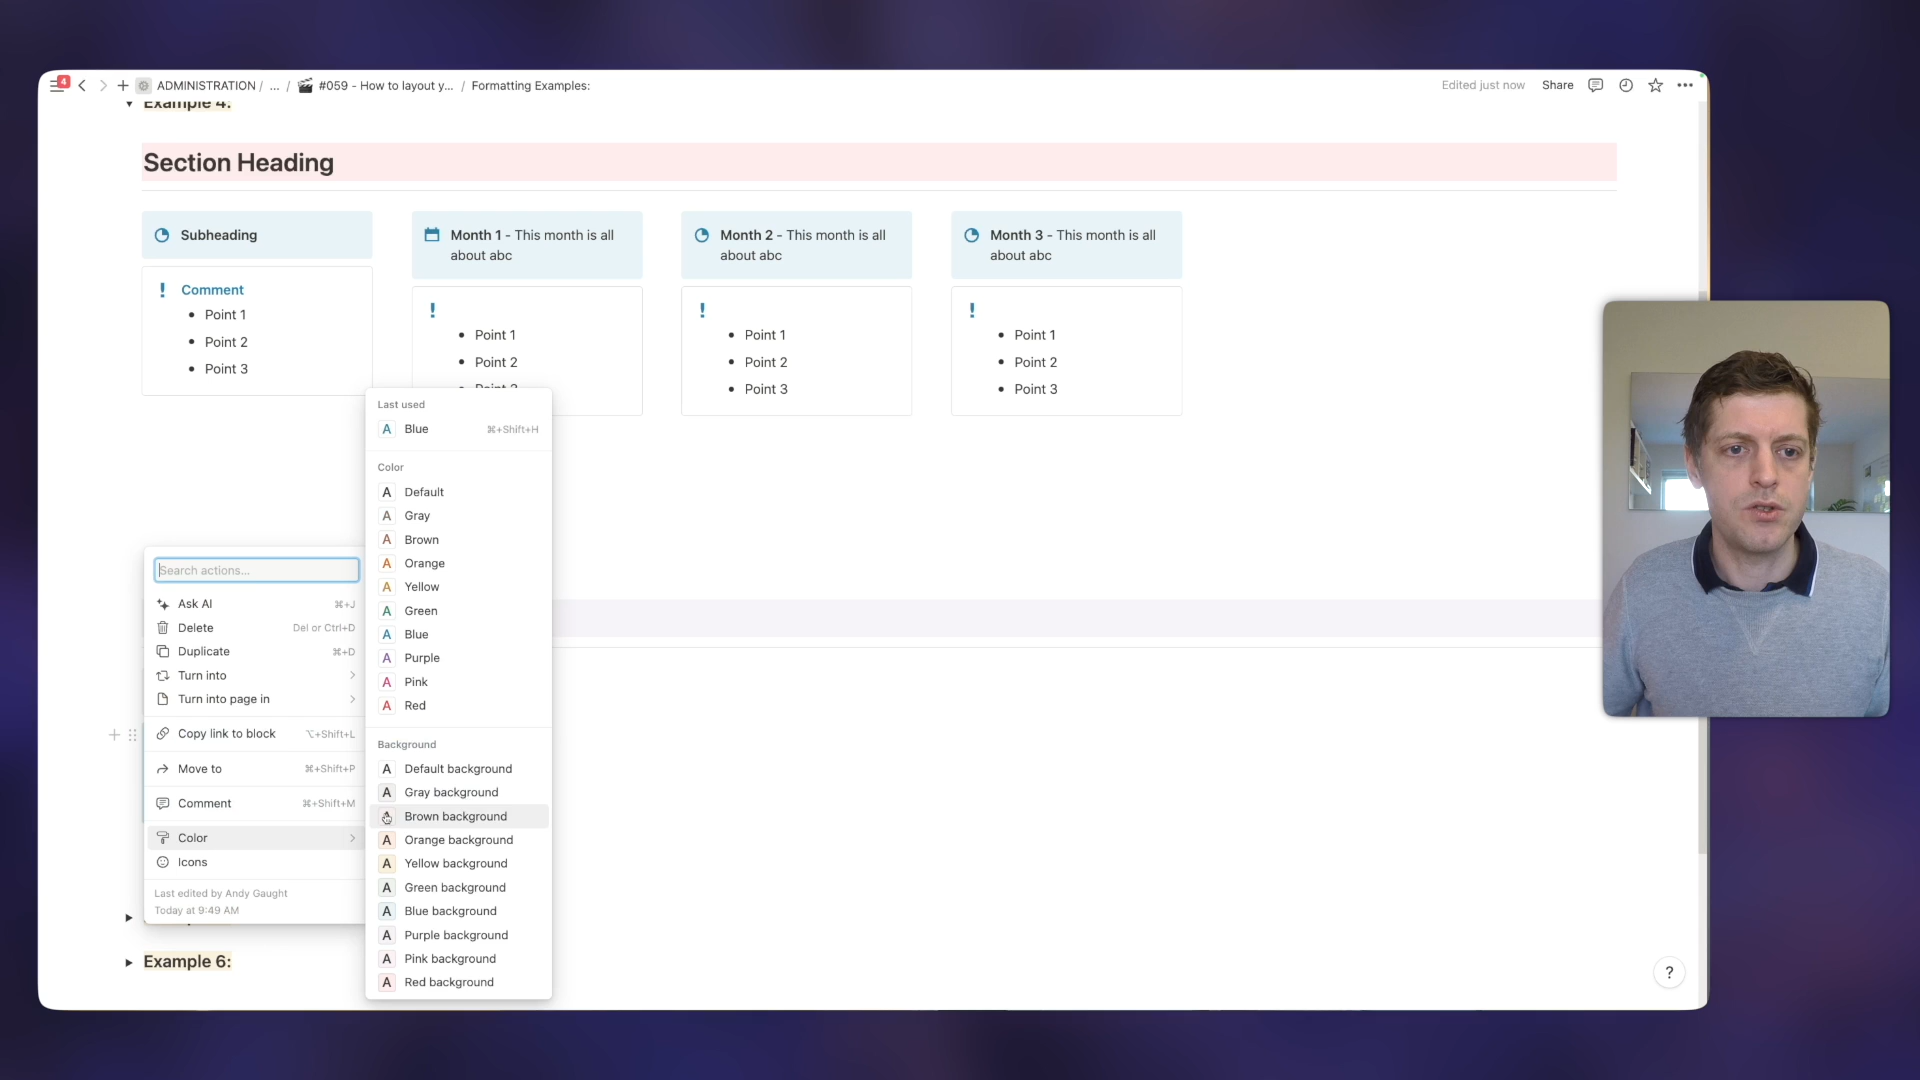 4
ADMINISTRATION / ... / #059 - How to layout y... / Formatting Examples:
Edited just now Share
Example 4:
Section Heading
Subheading
Comment
Point 1
Point 2
Point 3
Month 1 - This month is all
about abc
Point 1
Point 2
Point 3
Month 2 - This month is all
about abc
Point 1
Point 2
Point 3
Month 3 - This month is all
about abc
Point 1
Point 2
Point 3
Search actions...
Ask AI ⌘+J
Delete Del or Ctrl+D
Duplicate ⌘+D
Turn into
Turn into page in
Copy link to block ⌥+Shift+L
Move to ⌘+Shift+P
Comment ⌘+Shift+M
Color
Icons
Last edited by Andy Gaught
Today at 9:49 AM
Last used
A Blue ⌘+Shift+H
Color
A Default
A Gray
A Brown
A Orange
A Yellow
A Green
A Blue
A Purple
A Pink
A Red
Background
A Default background
A Gray background
Brown background
A Orange background
A Yellow background
A Green background
A Blue background
A Purple background
A Pink background
A Red background
Example 6:
?